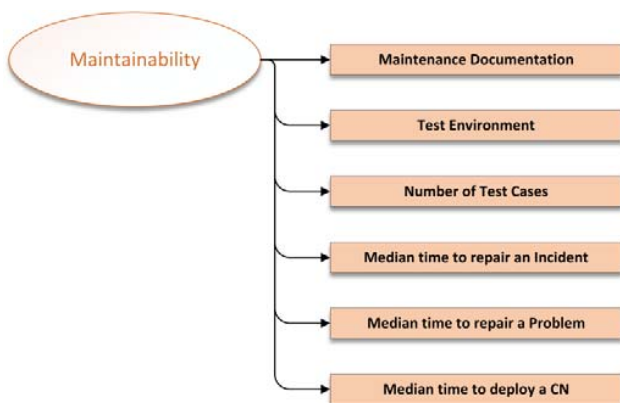 Maintainability
Maintenance Documentation
Test Environment
Number of Test Cases
Median time to repair an Incident
Median time to repair a Problem
Median time to deploy a CN